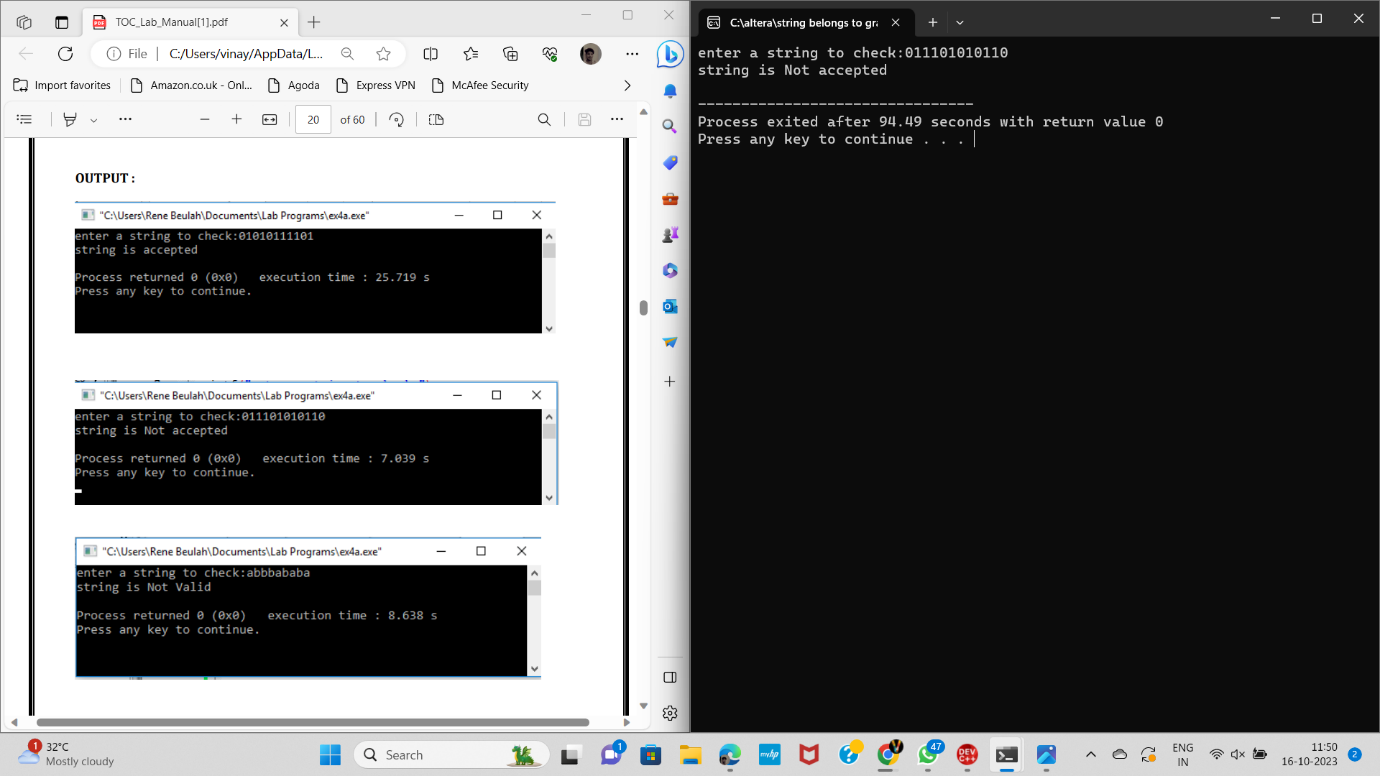 TOC_Lab_Manual[1].pdf
File
C:/Users/vinay/AppData/L...
Import favorites
Amazon.co.uk - Onl...
Agoda
Express VPN
McAfee Security
20 of 60
OUTPUT :
"C:\Users\Rene Beulah\Documents\Lab Programs\ex4a.exe"
enter a string to check:01010111101
string is accepted
Process returned 0 (0x0)   execution time : 25.719 s
Press any key to continue.
"C:\Users\Rene Beulah\Documents\Lab Programs\ex4a.exe"
enter a string to check:011101010110
string is Not accepted
Process returned 0 (0x0)   execution time : 7.039 s
Press any key to continue.
"C:\Users\Rene Beulah\Documents\Lab Programs\ex4a.exe"
enter a string to check:abbbababa
string is Not Valid
Process returned 0 (0x0)   execution time : 8.638 s
Press any key to continue.
C:\altera\string belongs to gra
enter a string to check:011101010110
string is Not accepted
--------------------------------
Process exited after 94.49 seconds with return value 0
Press any key to continue . . .
1
32°C
Mostly cloudy
Search
1
myhp
V
47
DEV
C++
ENG
IN
11:50
16-10-2023
2